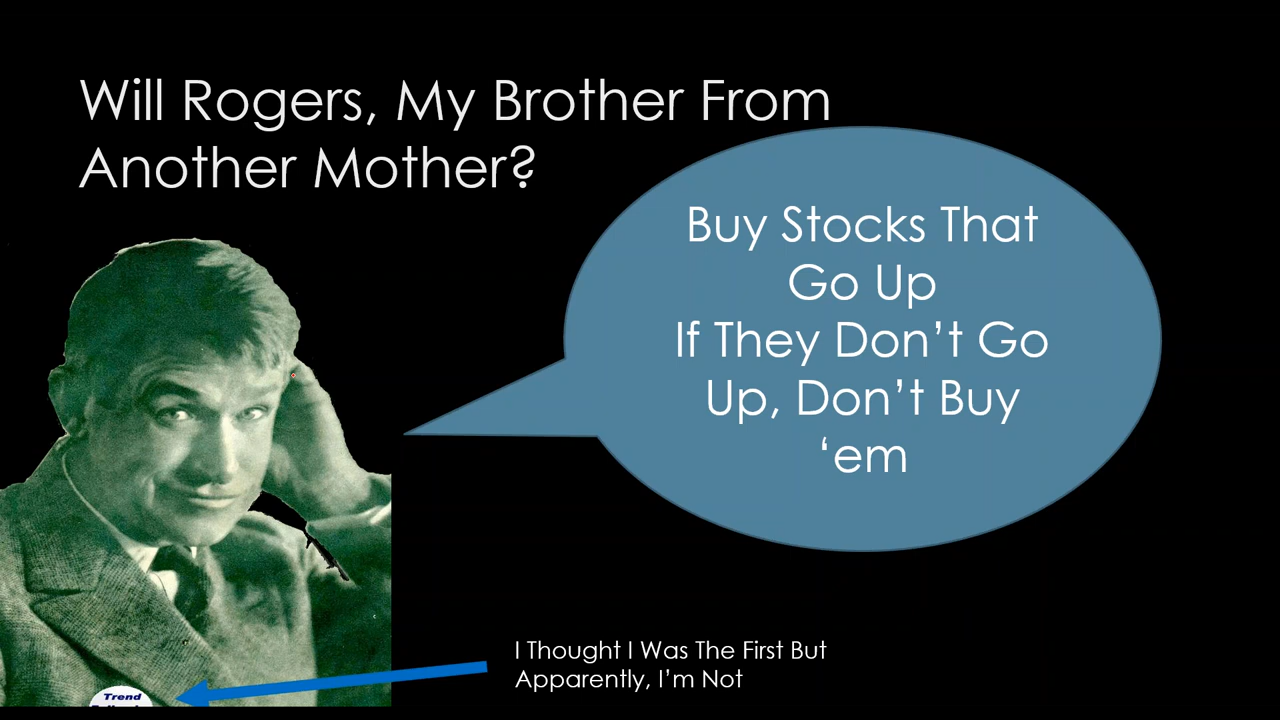 Will Rogers, My Brother From
Another Mother?
Buy Stocks That
Go Up
If They Don’t Go
Up, Don’t Buy
‘em
I Thought I Was The First But
Apparently, I’m Not
Trend